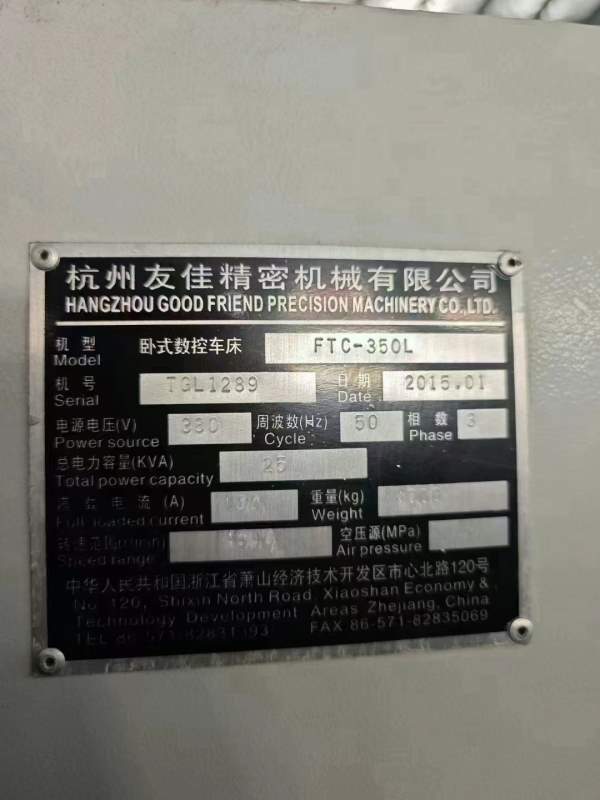 杭州友佳精密机械有限公司
HANGZHOU GOOD FRIEND PRECISION MACHINERY CO.,LTD.
机型 卧式数控车床 FTC-350L
Model
机号 TGL1289 日期 2015.01
Serial Date
电源电压(V) 380 周波数(Hz) 50 相数 3
Power source Cycle Phase
总电力容量(KVA) 25
Total power capacity
电流(A) 重量(kg)
Full loaded current Weight
空压源(MPa)
Speed range Air pressure
中华人民共和国.浙江省萧山经济技术开发区市心北路120号
No. 120, Shixin North Road Xiaoshan Economy &
Technology Development Areas Zhejiang, China
TEL 86-571- FAX 86-571-82835069